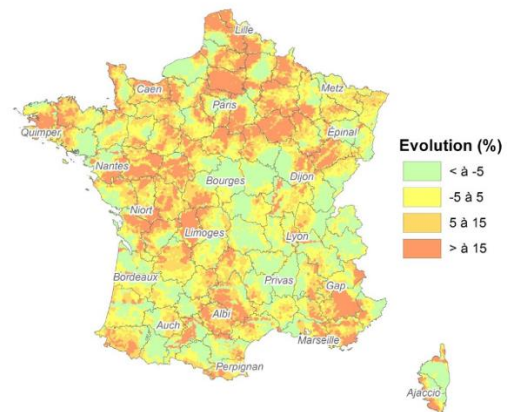 Lille
Caen
Metz
Paris
Quimper
Epinal
Evolution (%)
< à -5
-5 à 5
5 à 15
> à 15
Nantes
Bourges
Dijon
Niort
Limoges
Lyon
Bordeaux
Privas
Gap
Albi
Auch
Marseille
Perpignan
Ajaccio